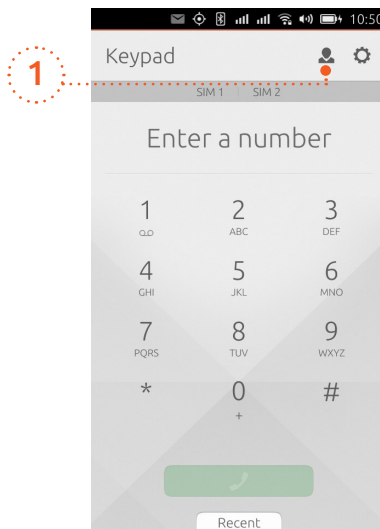 10:50
Keypad
1
SIM 1 SIM 2
Enter a number
1 2 3
ABC DEF
4 5 6
GHI JKL MNO
7 8 9
PQRS TUV WXYZ
* 0 #
+
Recent